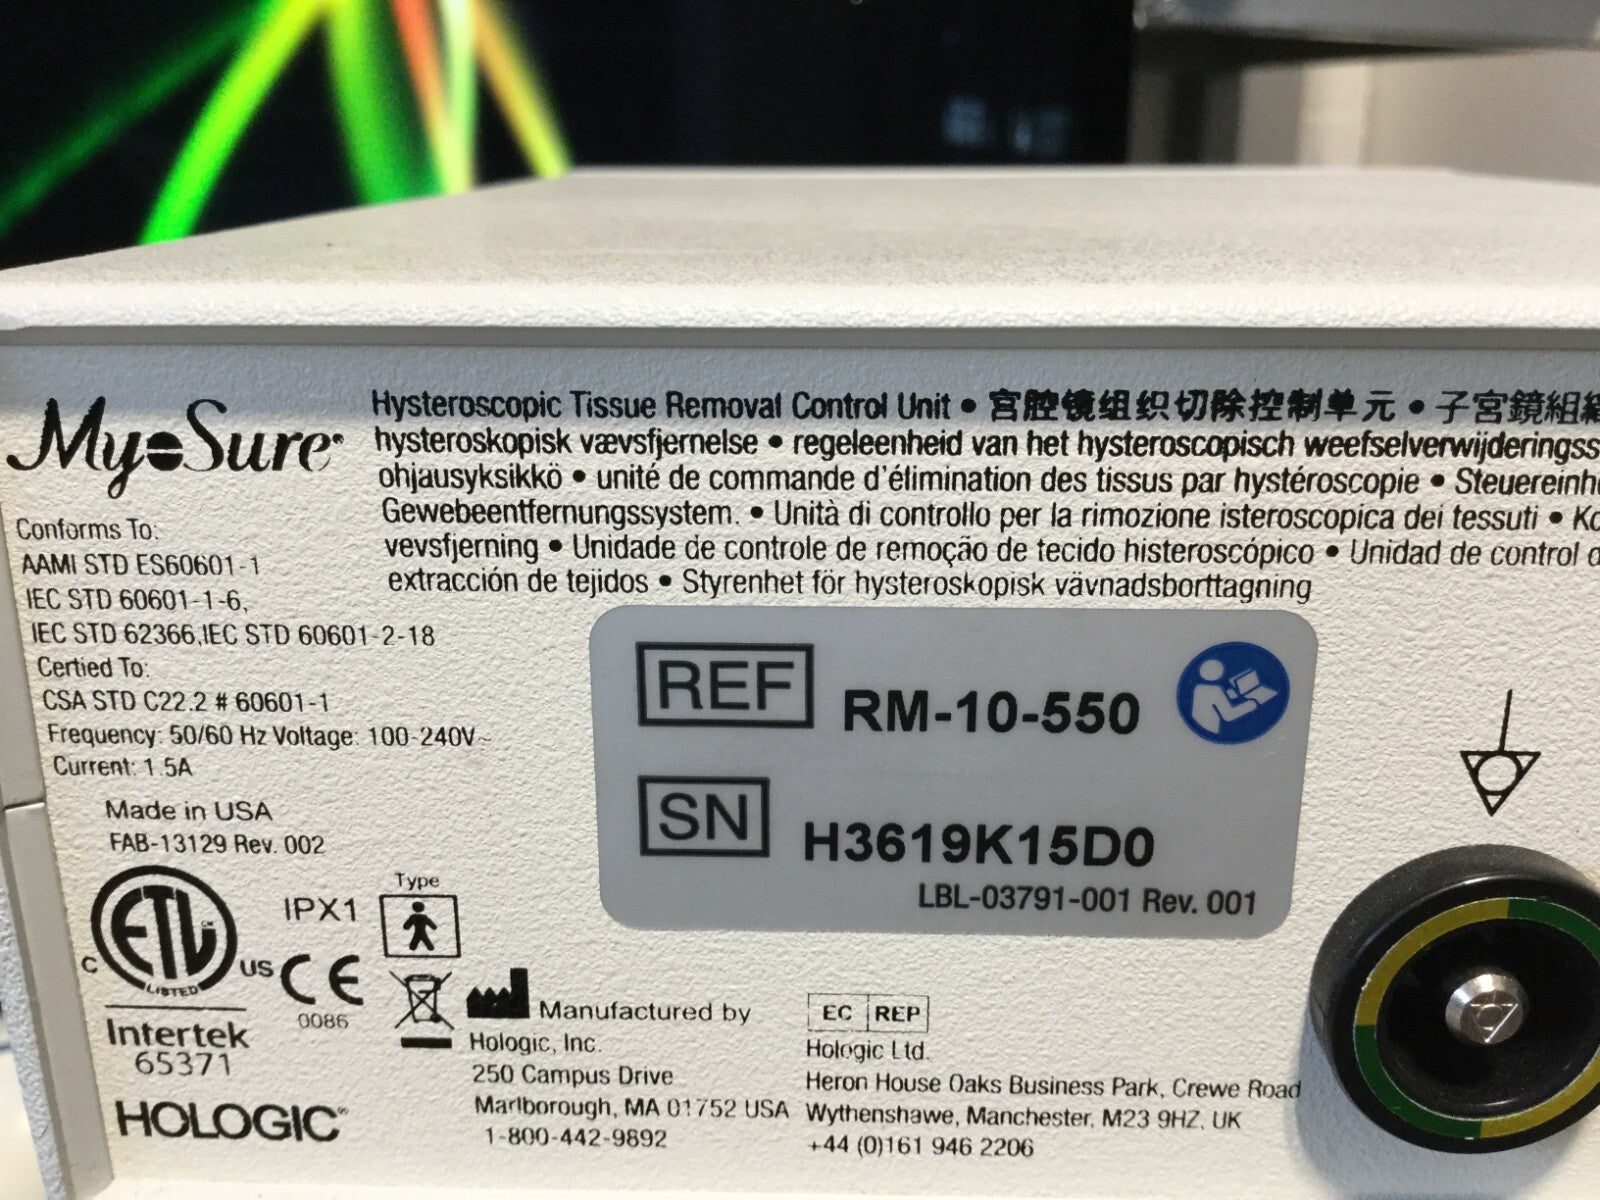 MyoSure®
Hysteroscopic Tissue Removal Control Unit • 宫腔镜组织切除控制单元 • 子宮鏡組織
hysteroskopisk vævsfjernelse • regeleenheid van het hysteroscopisch weefselverwijderingss
ohjausyksikkö • unité de commande d'élimination des tissus par hystéroscopie • Steuereinh
Gewebeentfernungssystem. • Unità di controllo per la rimozione isteroscopica dei tessuti • Ko
vevsfjerning • Unidade de controle de remoção de tecido histeroscópico • Unidad de control d
extracción de tejidos • Styrenhet för hysteroskopisk vävnadsborttagning
Conforms To:
AAMI STD ES60601-1
IEC STD 60601-1-6,
IEC STD 62366,IEC STD 60601-2-18
Certied To:
CSA STD C22.2 # 60601-1
Frequency: 50/60 Hz Voltage: 100-240V~
Current: 1.5A
Made in USA
FAB-13129 Rev. 002
REF RM-10-550
SN H3619K15D0
LBL-03791-001 Rev. 001
C ETL US
LISTED
Intertek
65371
IPX1
Type
CE
0086
HOLOGIC®
Manufactured by
Hologic, Inc.
250 Campus Drive
Marlborough, MA 01752 USA
1-800-442-9892
EC REP
Hologic Ltd.
Heron House Oaks Business Park, Crewe Road
Wythenshawe, Manchester, M23 9HZ, UK
+44 (0)161 946 2206